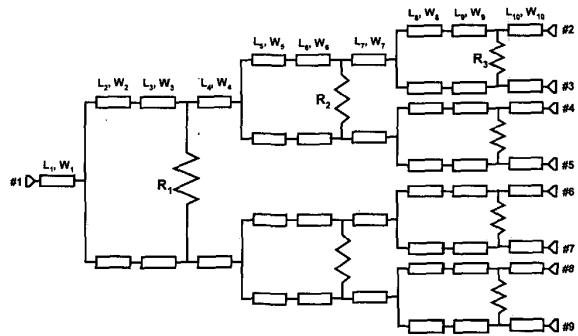 L₈, W₈ L₉, W₉ L₁₀, W₁₀
#2
L₅, W₅ L₆, W₆ L₇, W₇
R₃
#3
L₂, W₂ L₃, W₃ L₄, W₄
R₂
#4
#5
L₁, W₁
#1
R₁
#6
#7
#8
#9